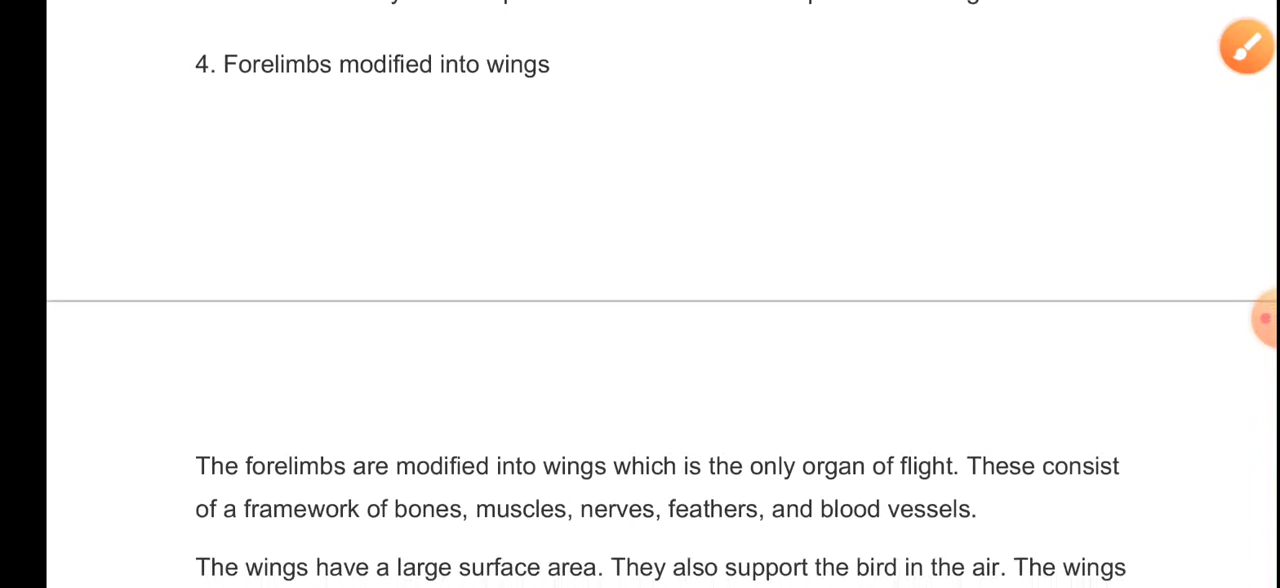 4. Forelimbs modified into wings
The forelimbs are modified into wings which is the only organ of flight. These consist
of a framework of bones, muscles, nerves, feathers, and blood vessels.
The wings have a large surface area. They also support the bird in the air. The wings